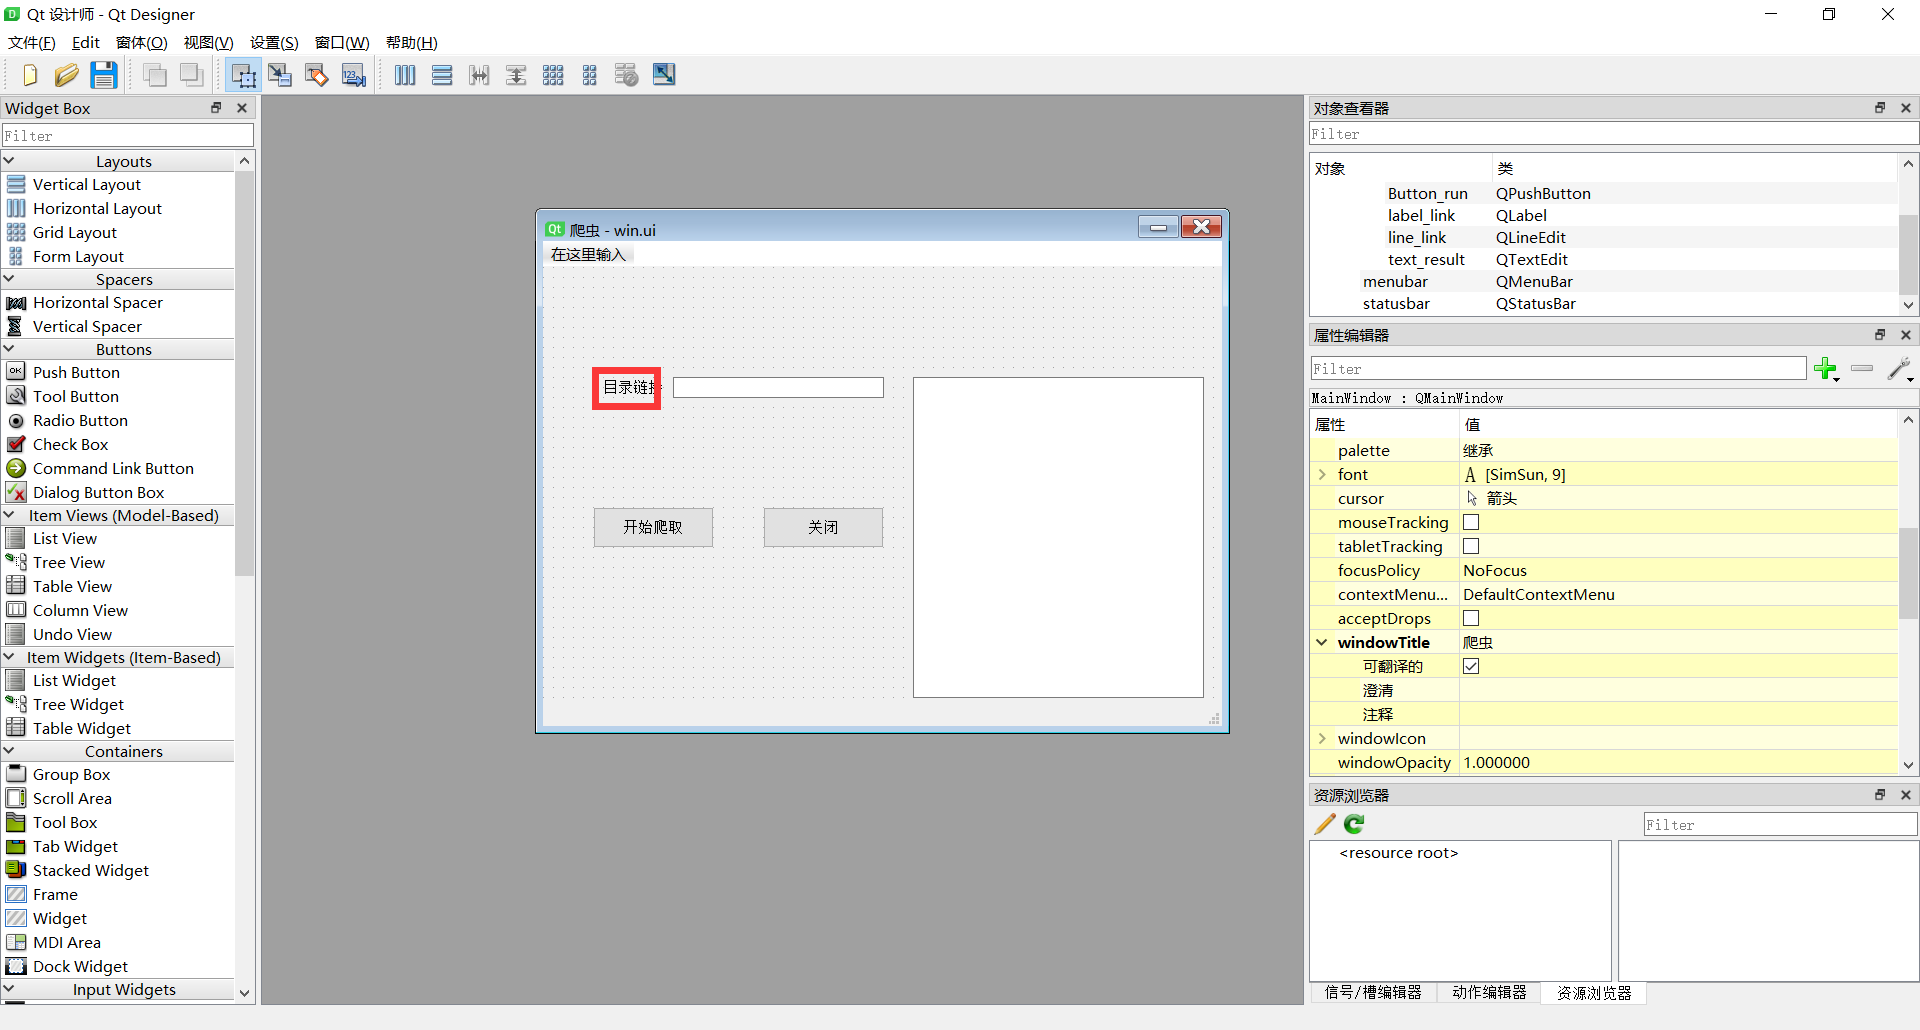 Qt 设计师 - Qt Designer
文件(F) Edit 窗体(O) 视图(V) 设置(S) 窗口(W) 帮助(H)
Widget Box
Filter
Layouts
Vertical Layout
Horizontal Layout
Grid Layout
Form Layout
Spacers
Horizontal Spacer
Vertical Spacer
Buttons
Push Button
Tool Button
Radio Button
Check Box
Command Link Button
Dialog Button Box
Item Views (Model-Based)
List View
Tree View
Table View
Column View
Undo View
Item Widgets (Item-Based)
List Widget
Tree Widget
Table Widget
Containers
Group Box
Scroll Area
Tool Box
Tab Widget
Stacked Widget
Frame
Widget
MDI Area
Dock Widget
Input Widgets
爬虫 - win.ui
在这里输入
目录链接
开始爬取 关闭
对象查看器
Filter
对象 类
Button_run QPushButton
label_link QLabel
line_link QLineEdit
text_result QTextEdit
menubar QMenuBar
statusbar QStatusBar
属性编辑器
Filter
MainWindow : QMainWindow
属性 值
palette 继承
font A [SimSun, 9]
cursor 箭头
mouseTracking
tabletTracking
focusPolicy NoFocus
contextMenu... DefaultContextMenu
acceptDrops
windowTitle 爬虫
可翻译的
澄清
注释
windowIcon
windowOpacity 1.000000
资源浏览器
Filter
<resource root>
信号/槽编辑器 动作编辑器 资源浏览器